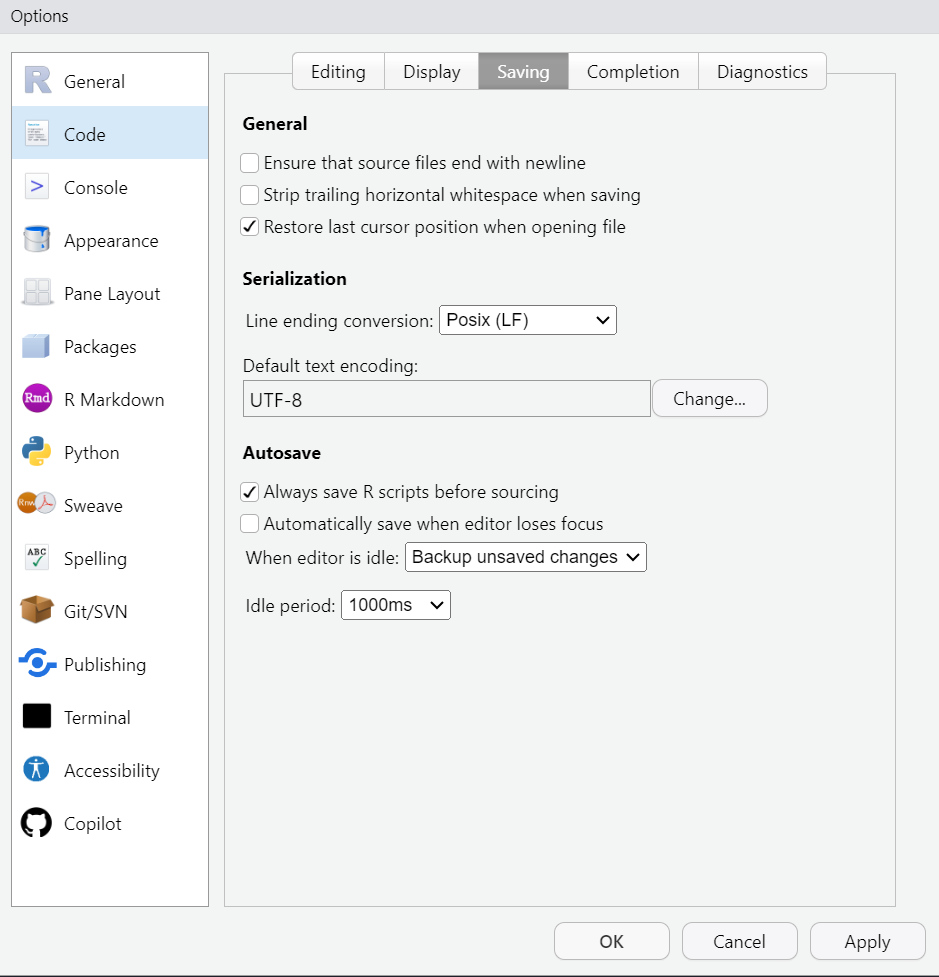 Options
General
Code
Console
Appearance
Pane Layout
Packages
Rmd R Markdown
Python
Rnw Sweave
ABC Spelling
Git/SVN
Publishing
Terminal
Accessibility
Copilot
Editing Display Saving Completion Diagnostics
General
Ensure that source files end with newline
Strip trailing horizontal whitespace when saving
Restore last cursor position when opening file
Serialization
Line ending conversion: Posix (LF)
Default text encoding:
UTF-8 Change...
Autosave
Always save R scripts before sourcing
Automatically save when editor loses focus
When editor is idle: Backup unsaved changes
Idle period: 1000ms
OK Cancel Apply